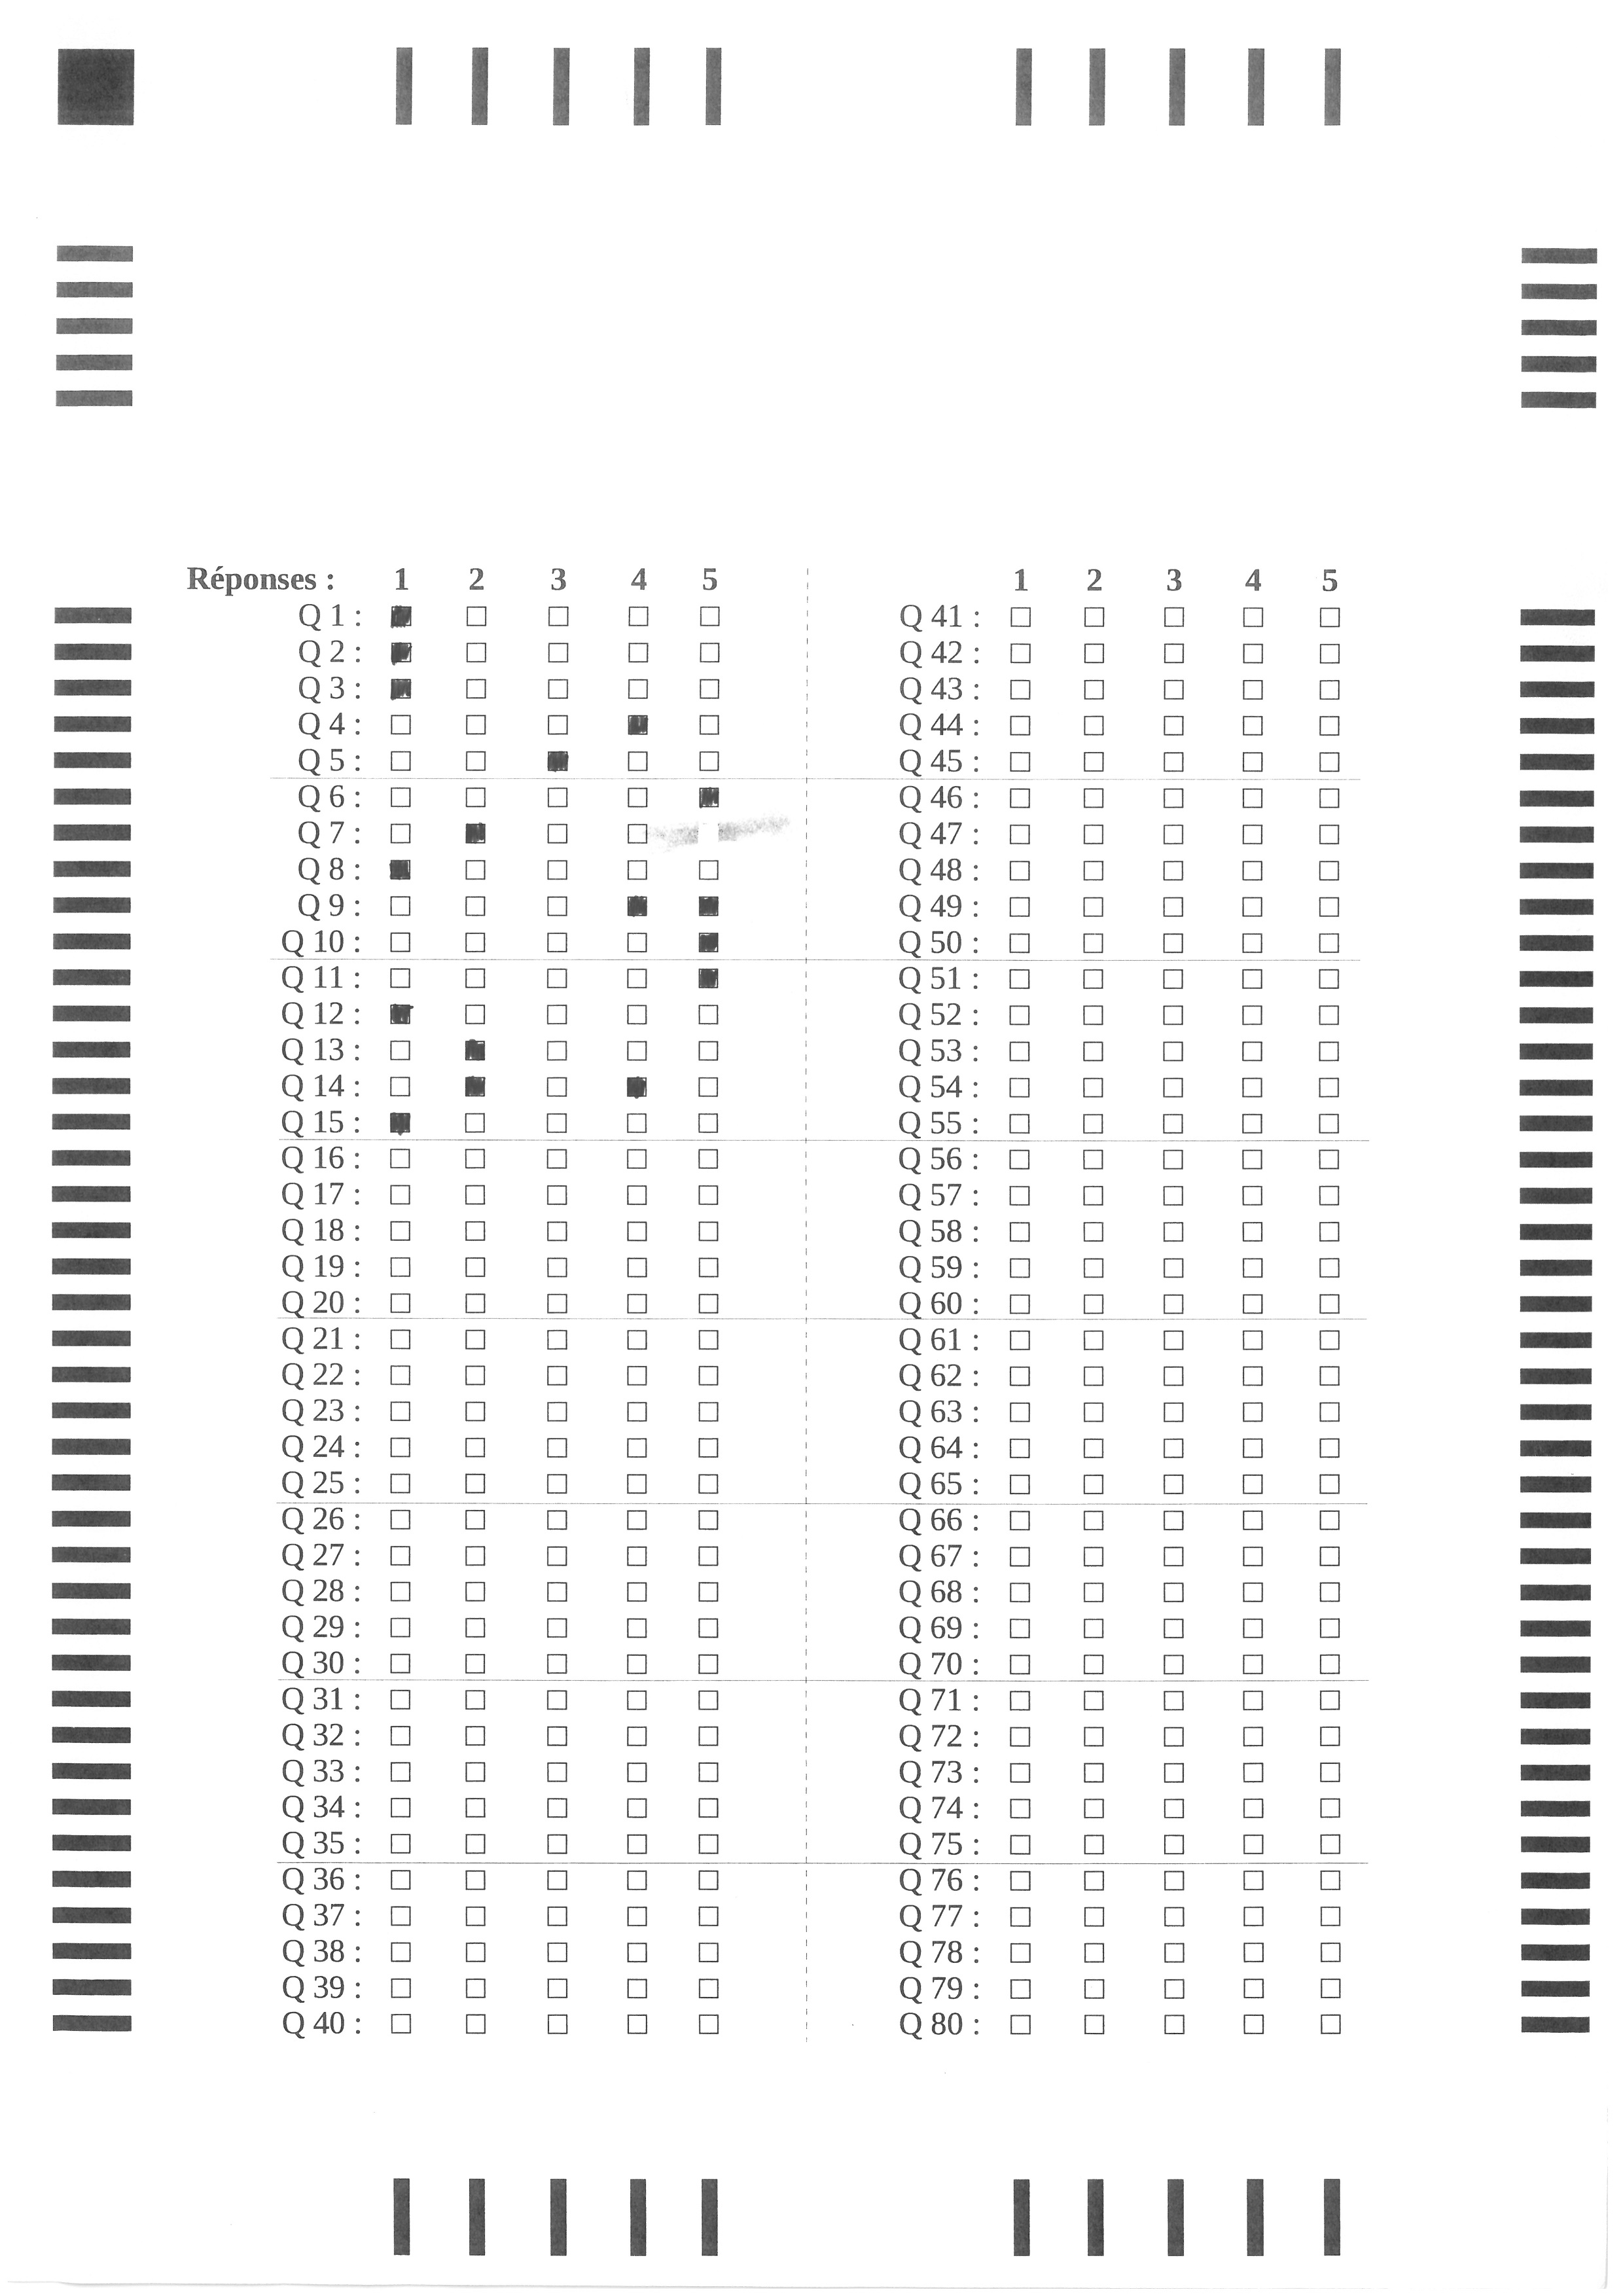 Réponses : 1 2 3 4 5 1 2 3 4 5
Q 1 : Q 41 :
Q 2 : Q 42 :
Q 3 : Q 43 :
Q 4 : Q 44 :
Q 5 : Q 45 :
Q 6 : Q 46 :
Q 7 : Q 47 :
Q 8 : Q 48 :
Q 9 : Q 49 :
Q 10 : Q 50 :
Q 11 : Q 51 :
Q 12 : Q 52 :
Q 13 : Q 53 :
Q 14 : Q 54 :
Q 15 : Q 55 :
Q 16 : Q 56 :
Q 17 : Q 57 :
Q 18 : Q 58 :
Q 19 : Q 59 :
Q 20 : Q 60 :
Q 21 : Q 61 :
Q 22 : Q 62 :
Q 23 : Q 63 :
Q 24 : Q 64 :
Q 25 : Q 65 :
Q 26 : Q 66 :
Q 27 : Q 67 :
Q 28 : Q 68 :
Q 29 : Q 69 :
Q 30 : Q 70 :
Q 31 : Q 71 :
Q 32 : Q 72 :
Q 33 : Q 73 :
Q 34 : Q 74 :
Q 35 : Q 75 :
Q 36 : Q 76 :
Q 37 : Q 77 :
Q 38 : Q 78 :
Q 39 : Q 79 :
Q 40 : Q 80 :